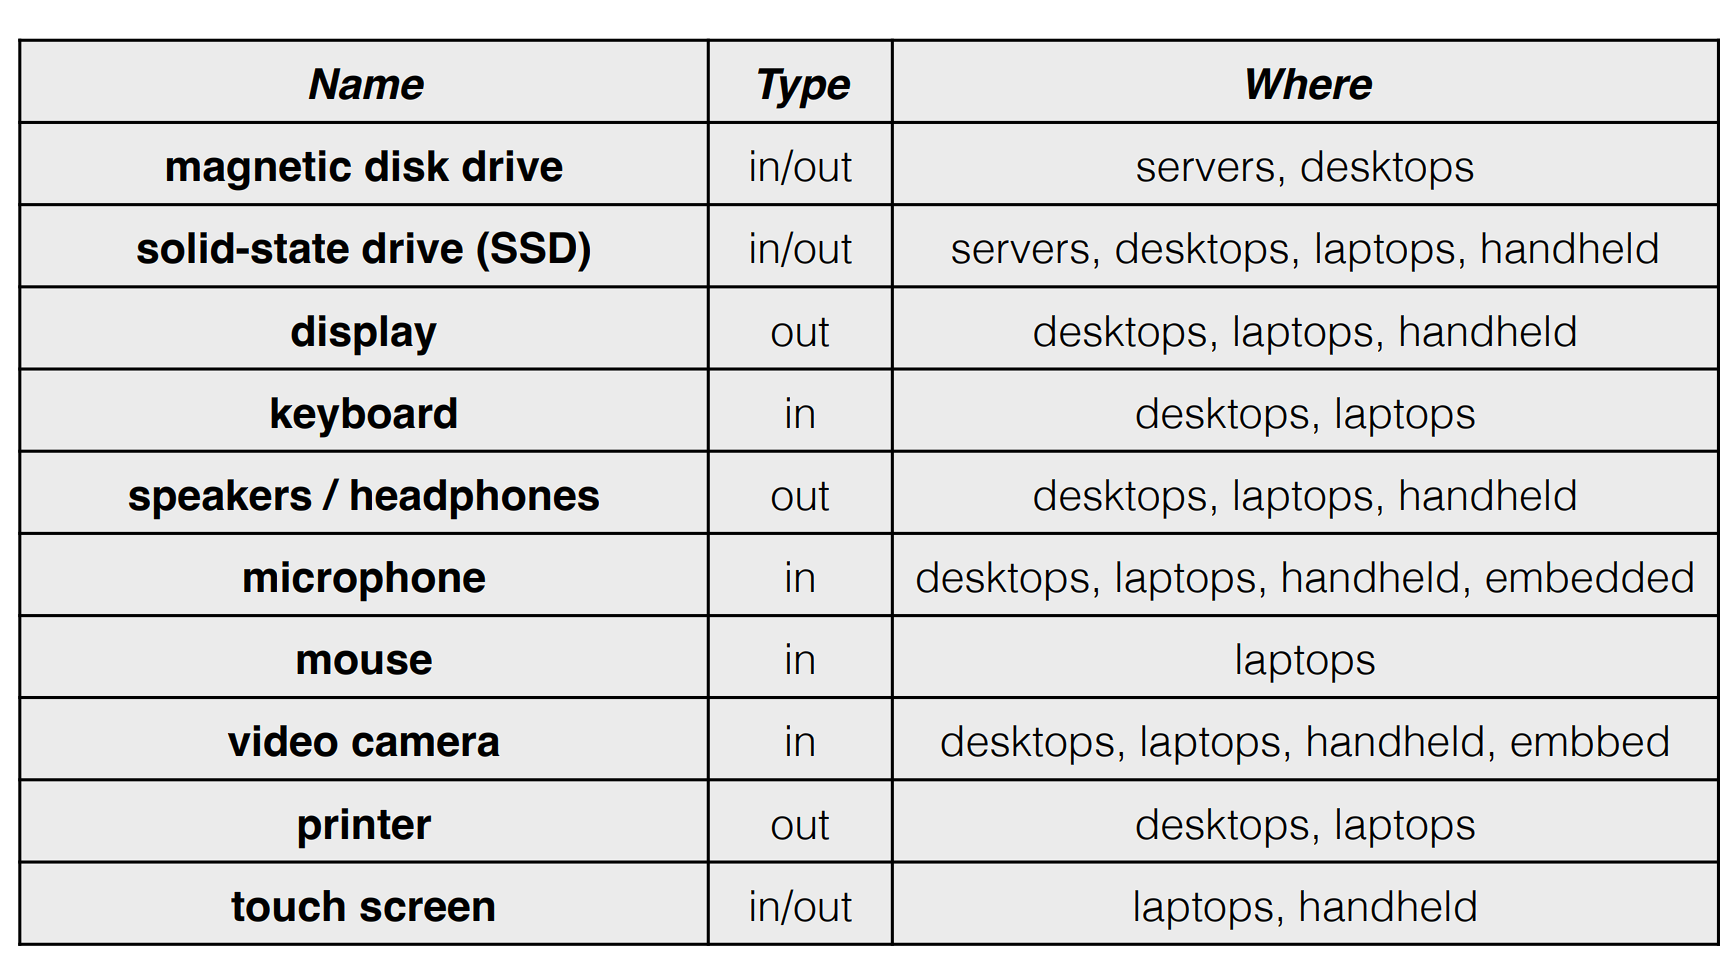 Name Type Where
magnetic disk drive in/out servers, desktops
solid-state drive (SSD) in/out servers, desktops, laptops, handheld
display out desktops, laptops, handheld
keyboard in desktops, laptops
speakers / headphones out desktops, laptops, handheld
microphone in desktops, laptops, handheld, embedded
mouse in laptops
video camera in desktops, laptops, handheld, embbed
printer out desktops, laptops
touch screen in/out laptops, handheld